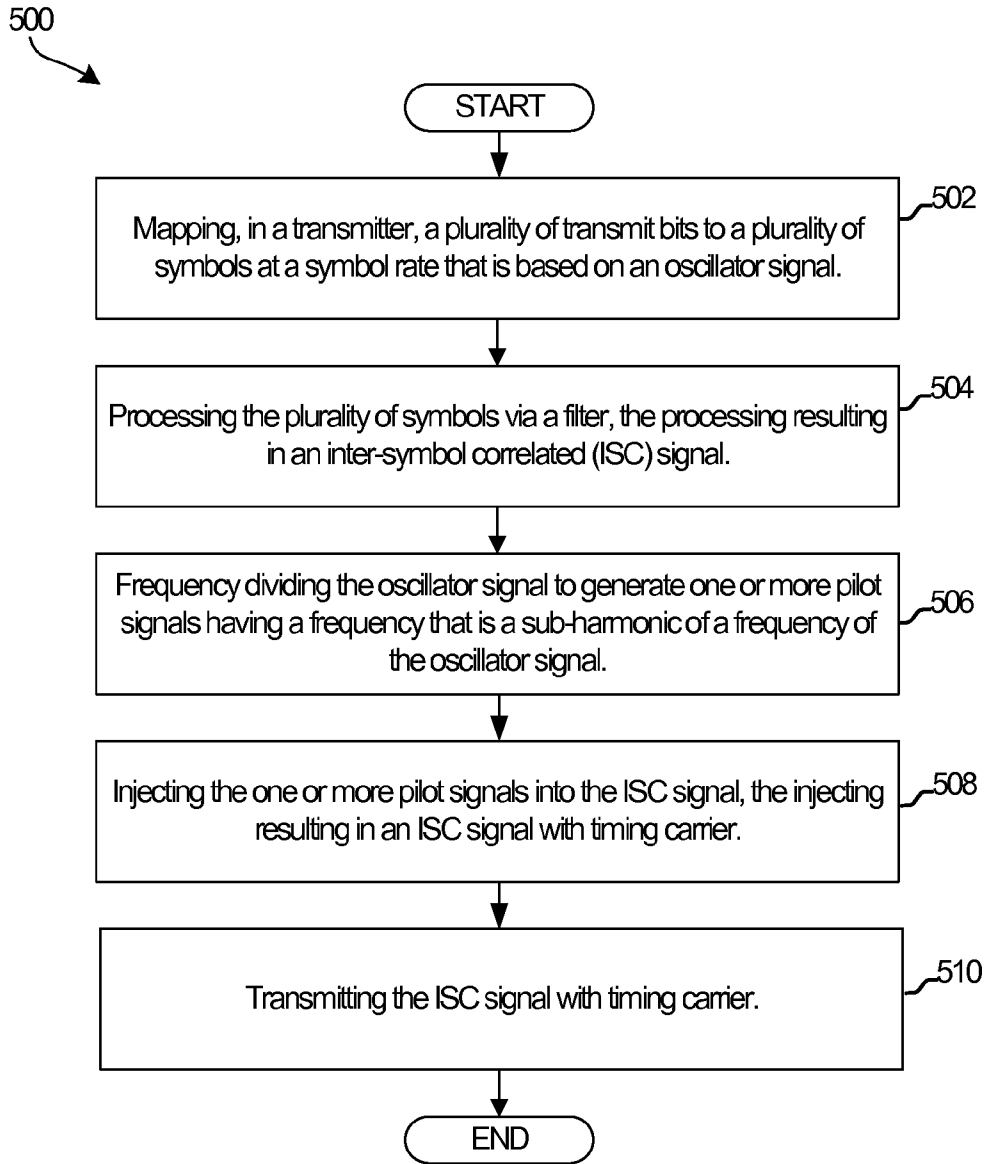 500
START
Mapping, in a transmitter, a plurality of transmit bits to a plurality of
symbols at a symbol rate that is based on an oscillator signal.
502
Processing the plurality of symbols via a filter, the processing resulting
in an inter-symbol correlated (ISC) signal.
504
Frequency dividing the oscillator signal to generate one or more pilot
signals having a frequency that is a sub-harmonic of a frequency of
the oscillator signal.
506
Injecting the one or more pilot signals into the ISC signal, the injecting
resulting in an ISC signal with timing carrier.
508
Transmitting the ISC signal with timing carrier.
510
END